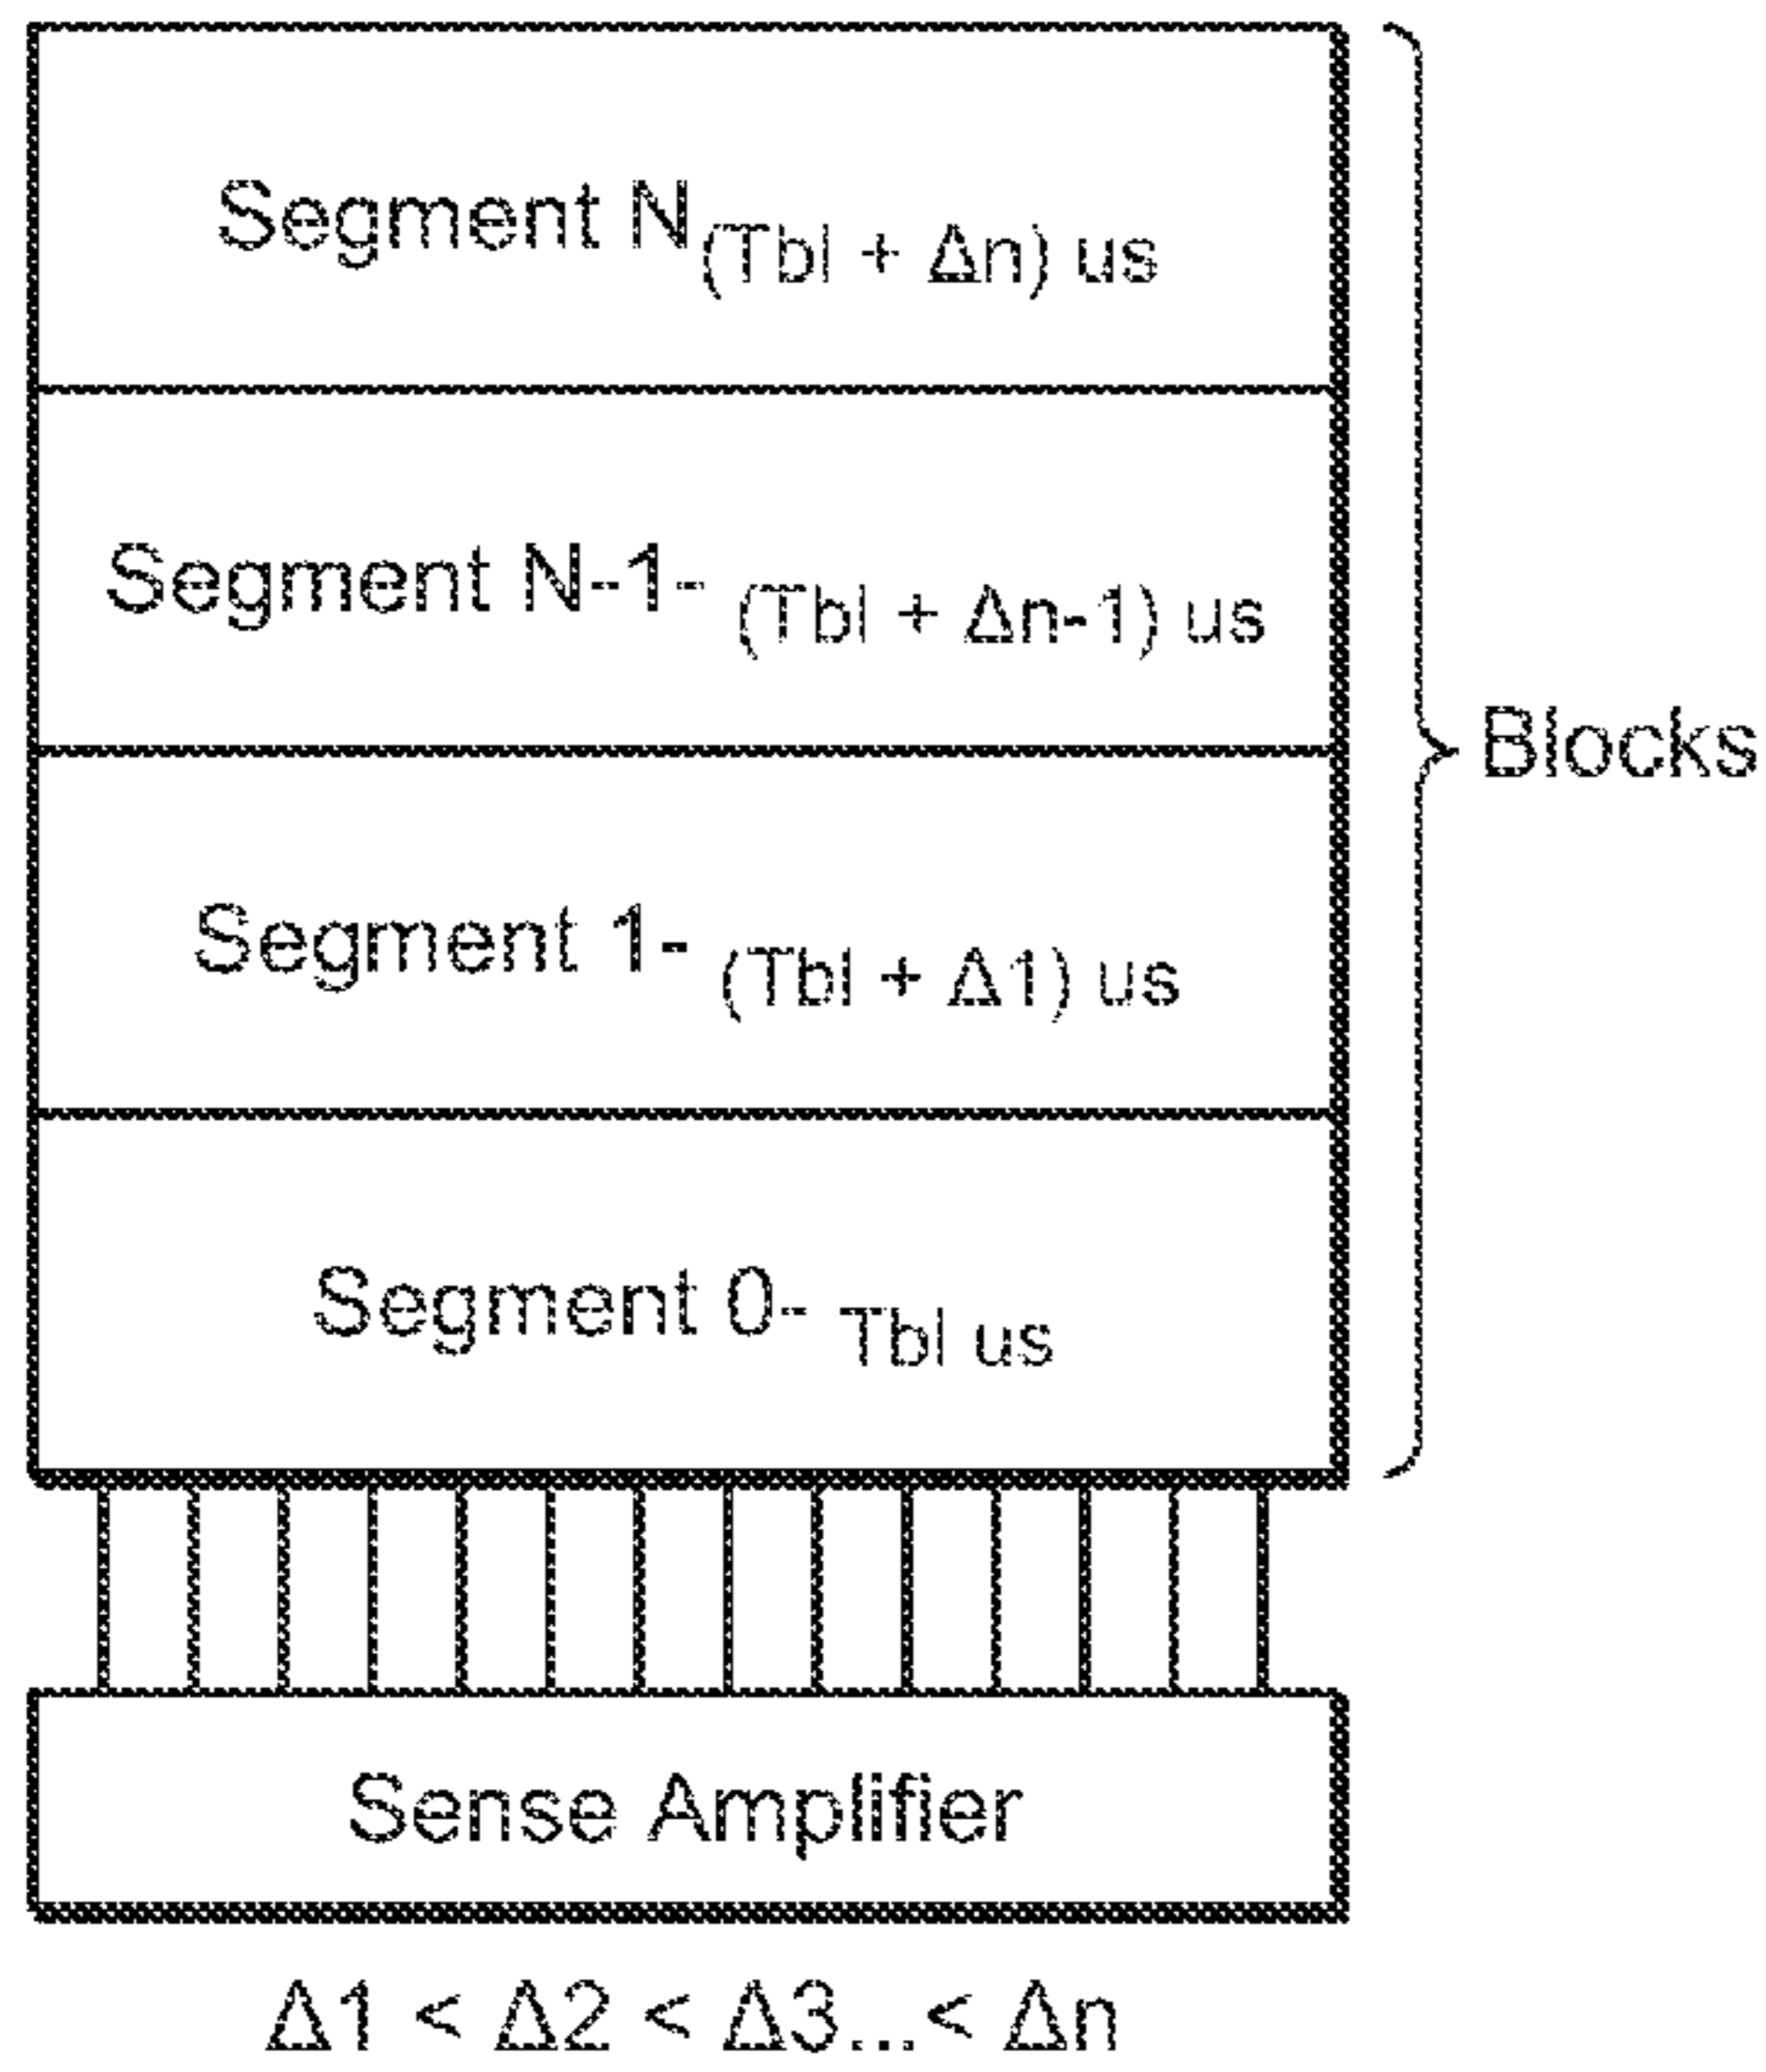 Segment N(Tbl + Δn) us
Segment N-1- (Tbl + Δn-1) us
Blocks
Segment 1- (Tbl + Δ1) us
Segment 0- Tbl us
Sense Amplifier
Δ1 < Δ2 < Δ3...< Δn